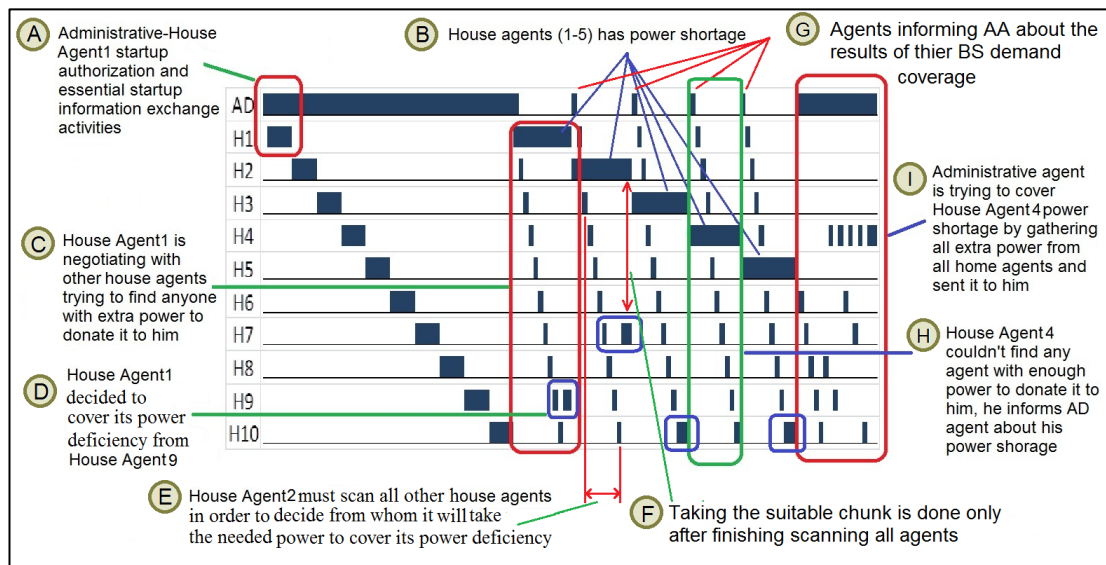 A
Administrative-House
Agent1 startup
authorization and
essential startup
information exchange
activities
B
House agents (1-5) has power shortage
G
Agents informing AA about the
results of thier BS demand
coverage
AD
H1
H2
H3
H4
H5
H6
H7
H8
H9
H10
C
House Agent1 is
negotiating with
other house agents
trying to find anyone
with extra power to
donate it to him
D
House Agent1
decided to
cover its power
deficiency from
House Agent9
I
Administrative agent
is trying to cover
House Agent4 power
shortage by gathering
all extra power from
all home agents and
sent it to him
H
House Agent4
couldn't find any
agent with enough
power to donate it to
him, he informs AD
agent about his
power shorage
E
House Agent2 must scan all other house agents
in order to decide from whom it will take
the needed power to cover its power deficiency
F
Taking the suitable chunk is done only
after finishing scanning all agents